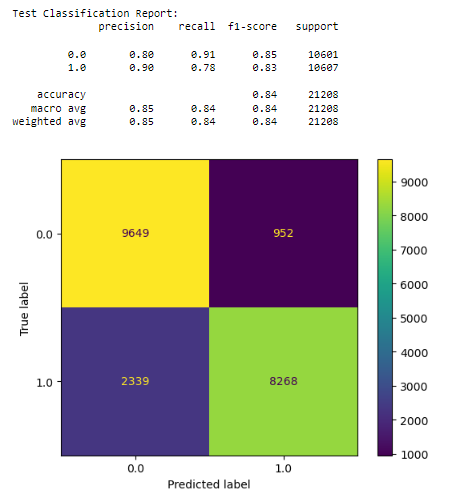 Test Classification Report:
precision recall f1-score support
0.0 0.80 0.91 0.85 10601
1.0 0.90 0.78 0.83 10607
accuracy 0.84 21208
macro avg 0.85 0.84 0.84 21208
weighted avg 0.85 0.84 0.84 21208
9000
8000
7000
6000
5000
4000
3000
2000
1000
True label
0.0
9649 952
1.0
2339 8268
0.0 1.0
Predicted label